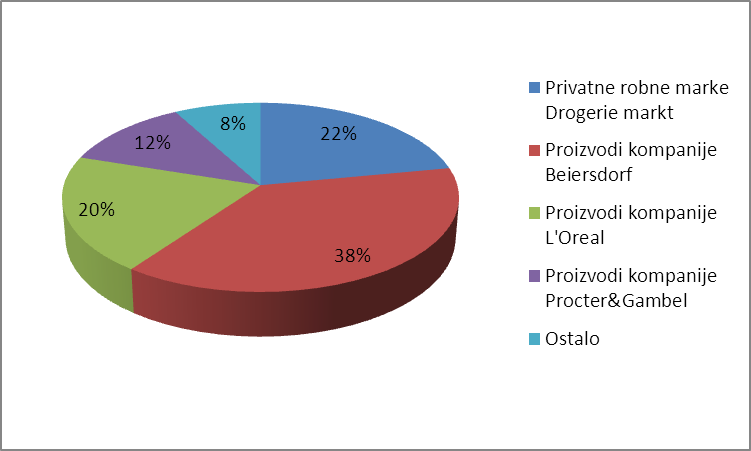 8%
22%
12%
20%
38%
Privatne robne marke
Drogerie markt
Proizvodi kompanije
Beiersdorf
Proizvodi kompanije
L'Oreal
Proizvodi kompanije
Procter&Gambel
Ostalo